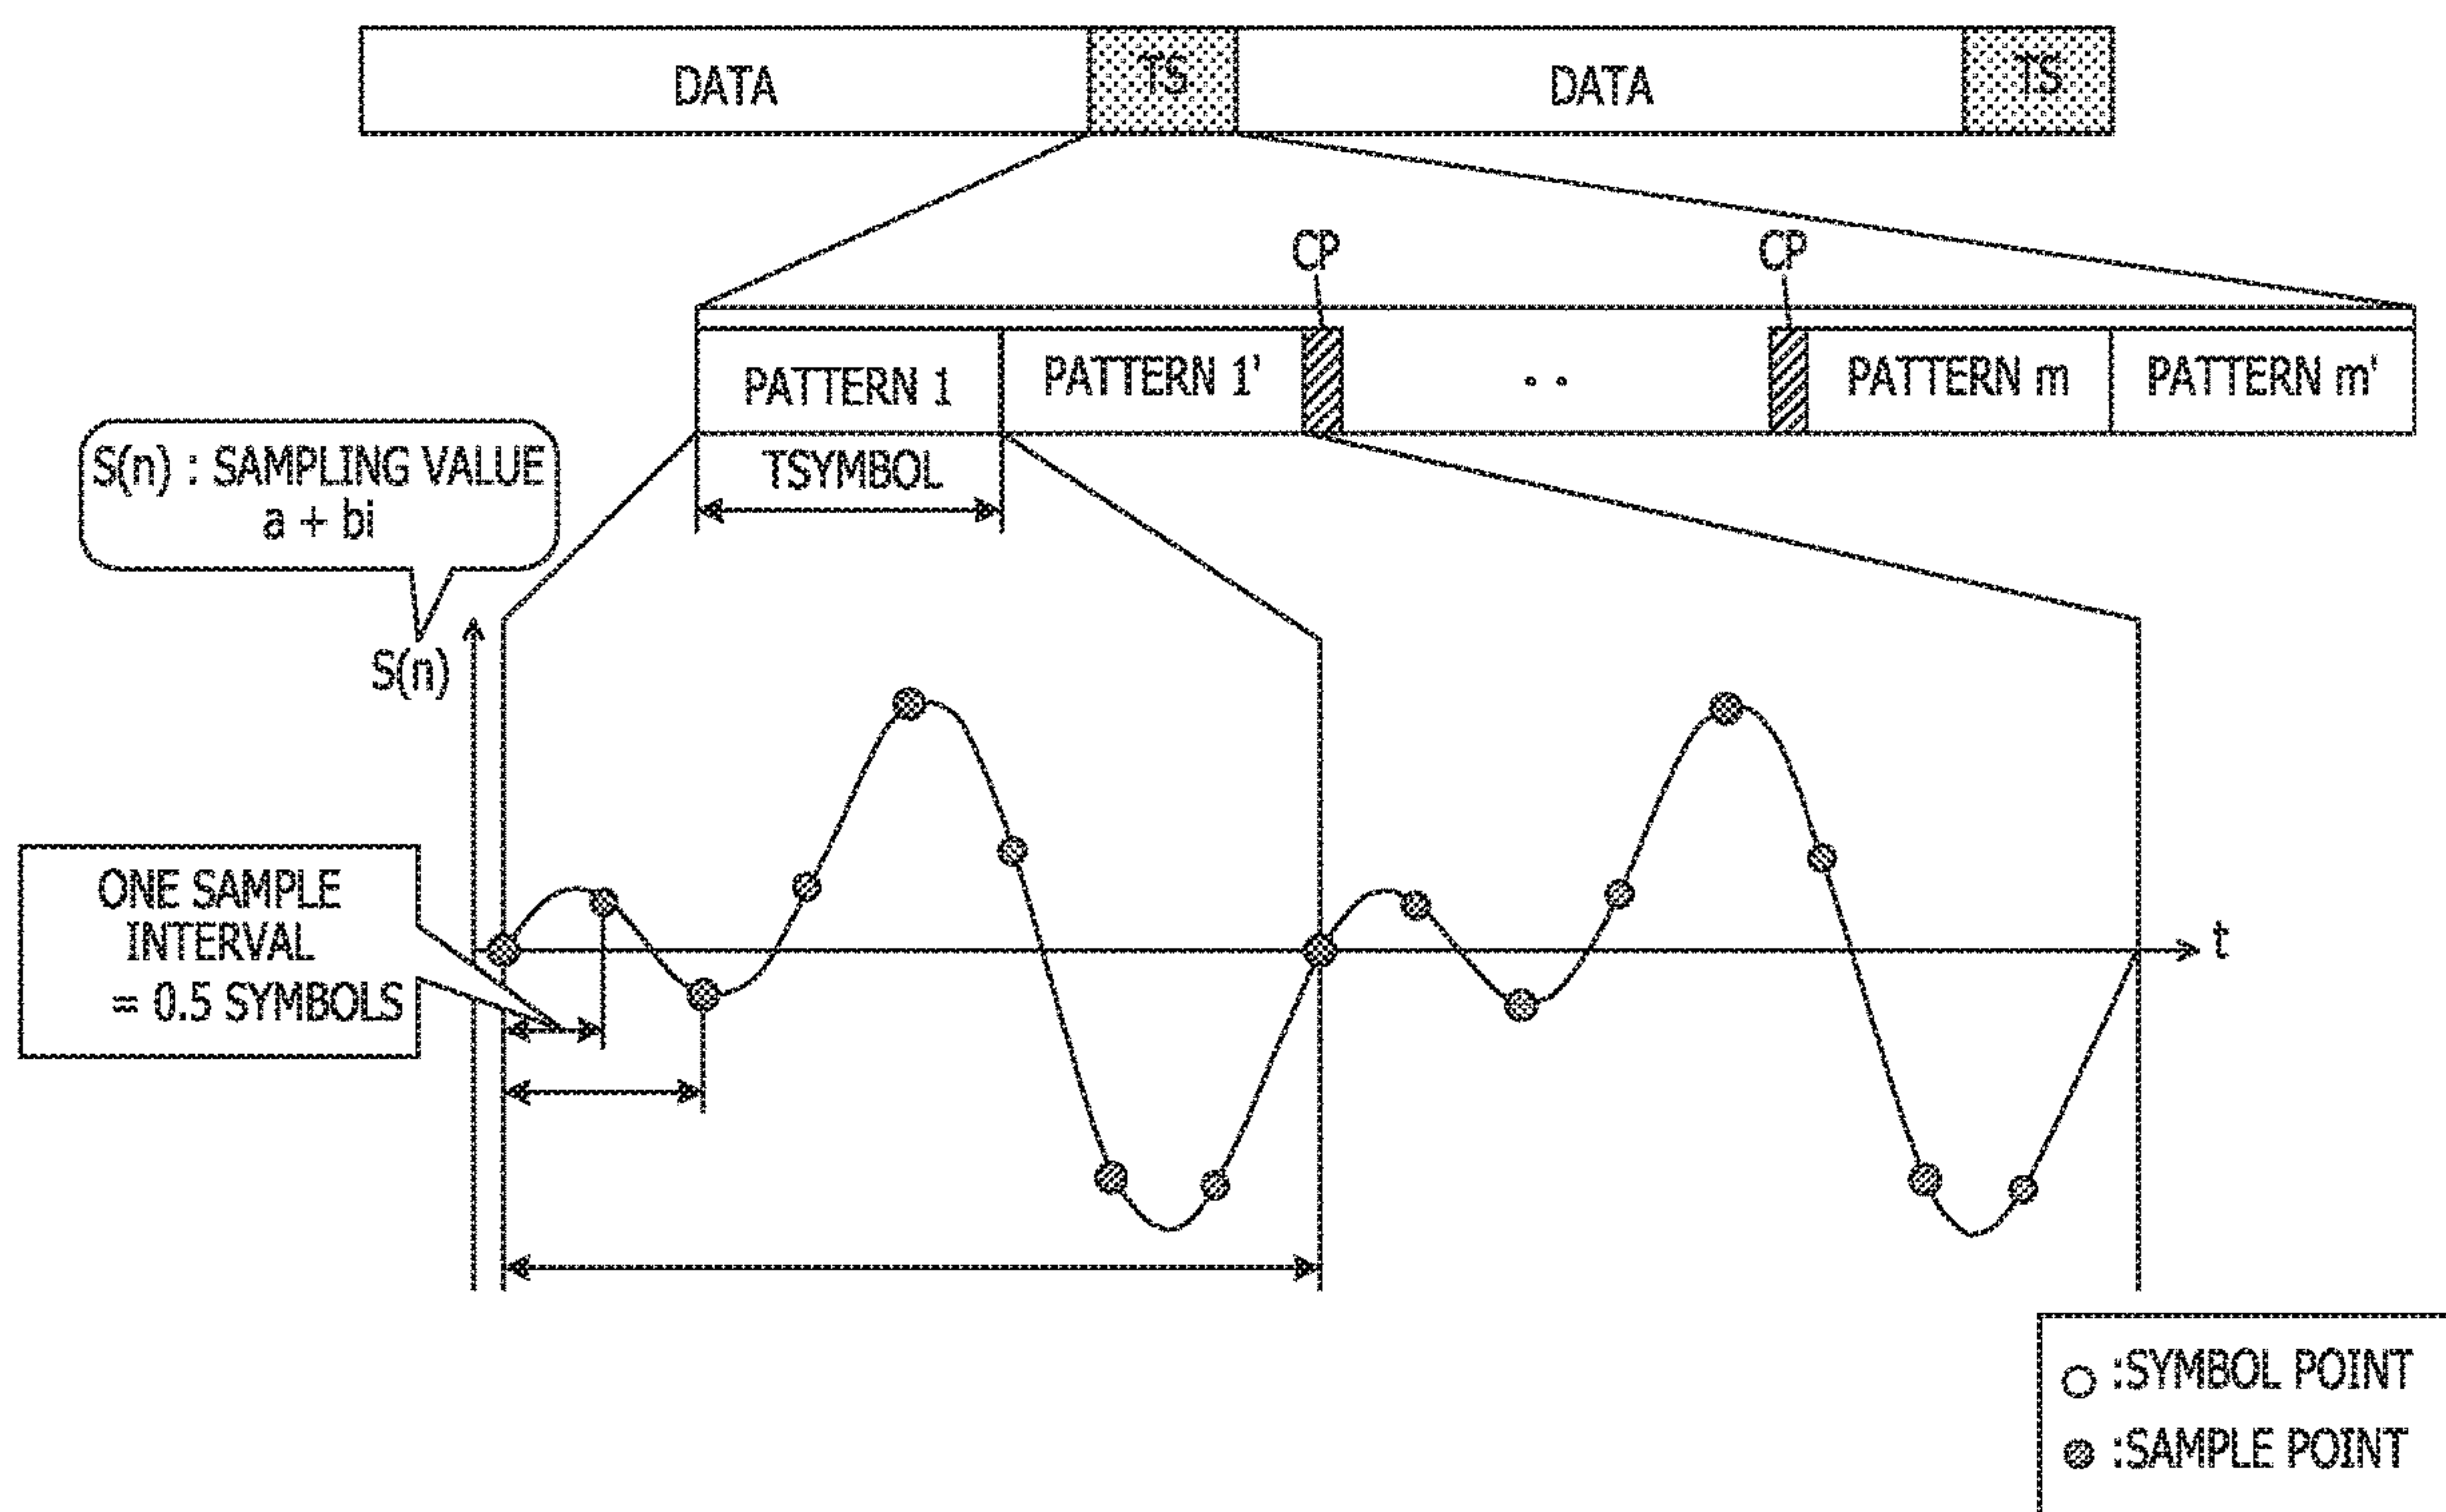 DATA
TS
DATA
TS
CP
CP
PATTERN 1
PATTERN 1'
. .
PATTERN m
PATTERN m'
TSYMBOL
S(n) : SAMPLING VALUE
a + bi
S(n)
ONE SAMPLE
INTERVAL
= 0.5 SYMBOLS
t
:SYMBOL POINT
:SAMPLE POINT